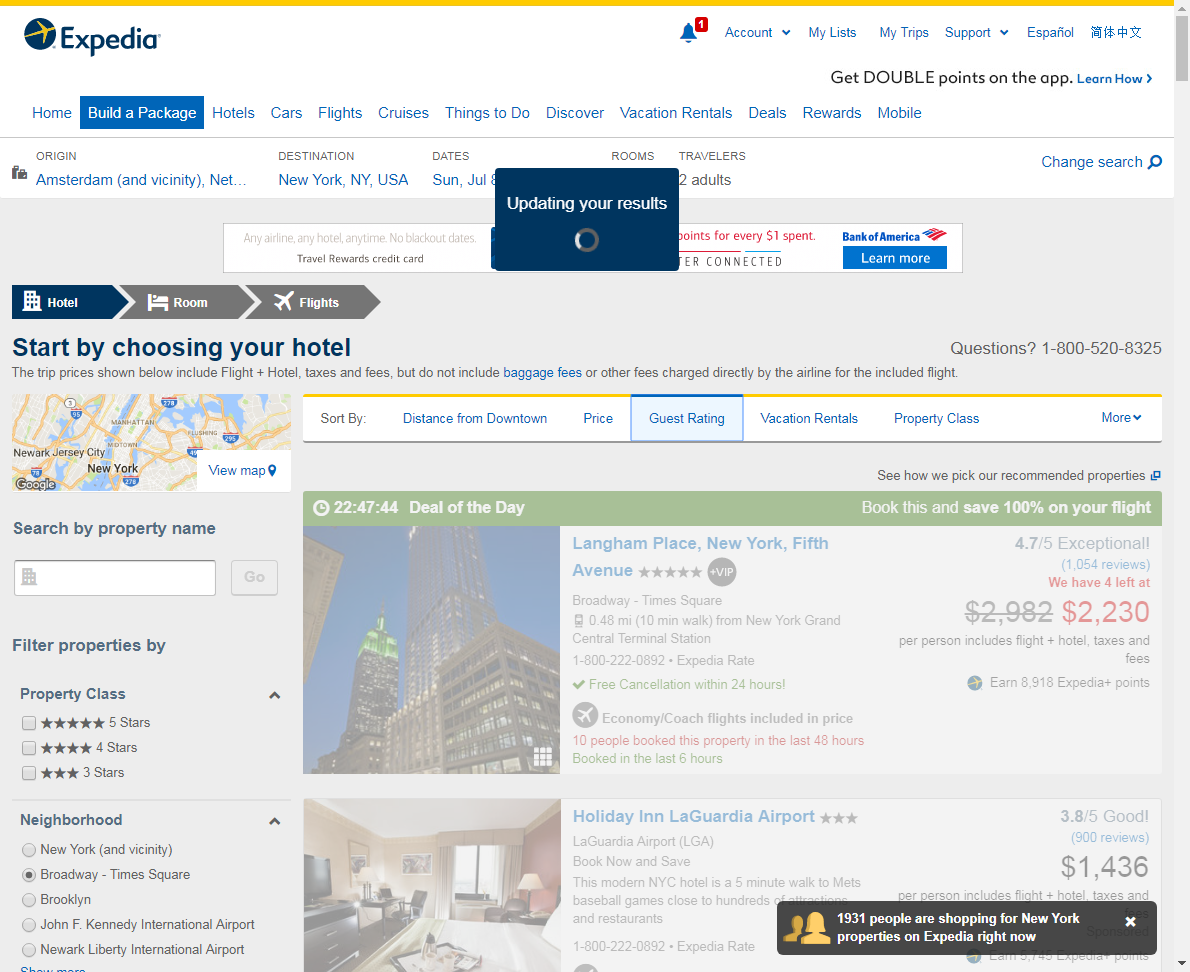 Expedia
1
Account
My Lists
My Trips
Support
Español
简体中文
Get DOUBLE points on the app. Learn How
Home
Build a Package
Hotels
Cars
Flights
Cruises
Things to Do
Discover
Vacation Rentals
Deals
Rewards
Mobile
ORIGIN
DESTINATION
DATES
ROOMS
TRAVELERS
Amsterdam (and vicinity), Net...
New York, NY, USA
Sun, Jul
2 adults
Change search
Updating your results
Any airline, any hotel, anytime. No blackout dates.
Travel Rewards credit card
points for every $1 spent.
CONNECTED
Bank of America
Learn more
Hotel
Room
Flights
Start by choosing your hotel
Questions? 1-800-520-8325
The trip prices shown below include Flight + Hotel, taxes and fees, but do not include baggage fees or other fees charged directly by the airline for the included flight.
3
278
95
MANHATTAN
FLUSHING
295
MIDTOWN
Newark Jersey City
New York
78
278
Google
View map
Sort By:
Distance from Downtown
Price
Guest Rating
Vacation Rentals
Property Class
More
See how we pick our recommended properties
Search by property name
Go
Filter properties by
Property Class
5 Stars
4 Stars
3 Stars
Neighborhood
New York (and vicinity)
Broadway - Times Square
Brooklyn
John F. Kennedy International Airport
Newark Liberty International Airport
Show more
22:47:44 Deal of the Day
Book this and save 100% on your flight
Langham Place, New York, Fifth
Avenue
+VIP
Broadway - Times Square
0.48 mi (10 min walk) from New York Grand
Central Terminal Station
1-800-222-0892 • Expedia Rate
Free Cancellation within 24 hours!
Economy/Coach flights included in price
10 people booked this property in the last 48 hours
Booked in the last 6 hours
4.7/5 Exceptional!
(1,054 reviews)
We have 4 left at
$2,982 $2,230
per person includes flight + hotel, taxes and
fees
Earn 8,918 Expedia+ points
Holiday Inn LaGuardia Airport
LaGuardia Airport (LGA)
Book Now and Save
This modern NYC hotel is a 5 minute walk to Mets
baseball games close to hundreds of attractions
and restaurants
1-800-222-0892 • Expedia Rate
3.8/5 Good!
(900 reviews)
$1,436
per person includes flight + hotel, taxes and
fees
Sponsored
Earn 5,745 Expedia+ points
1931 people are shopping for New York
properties on Expedia right now